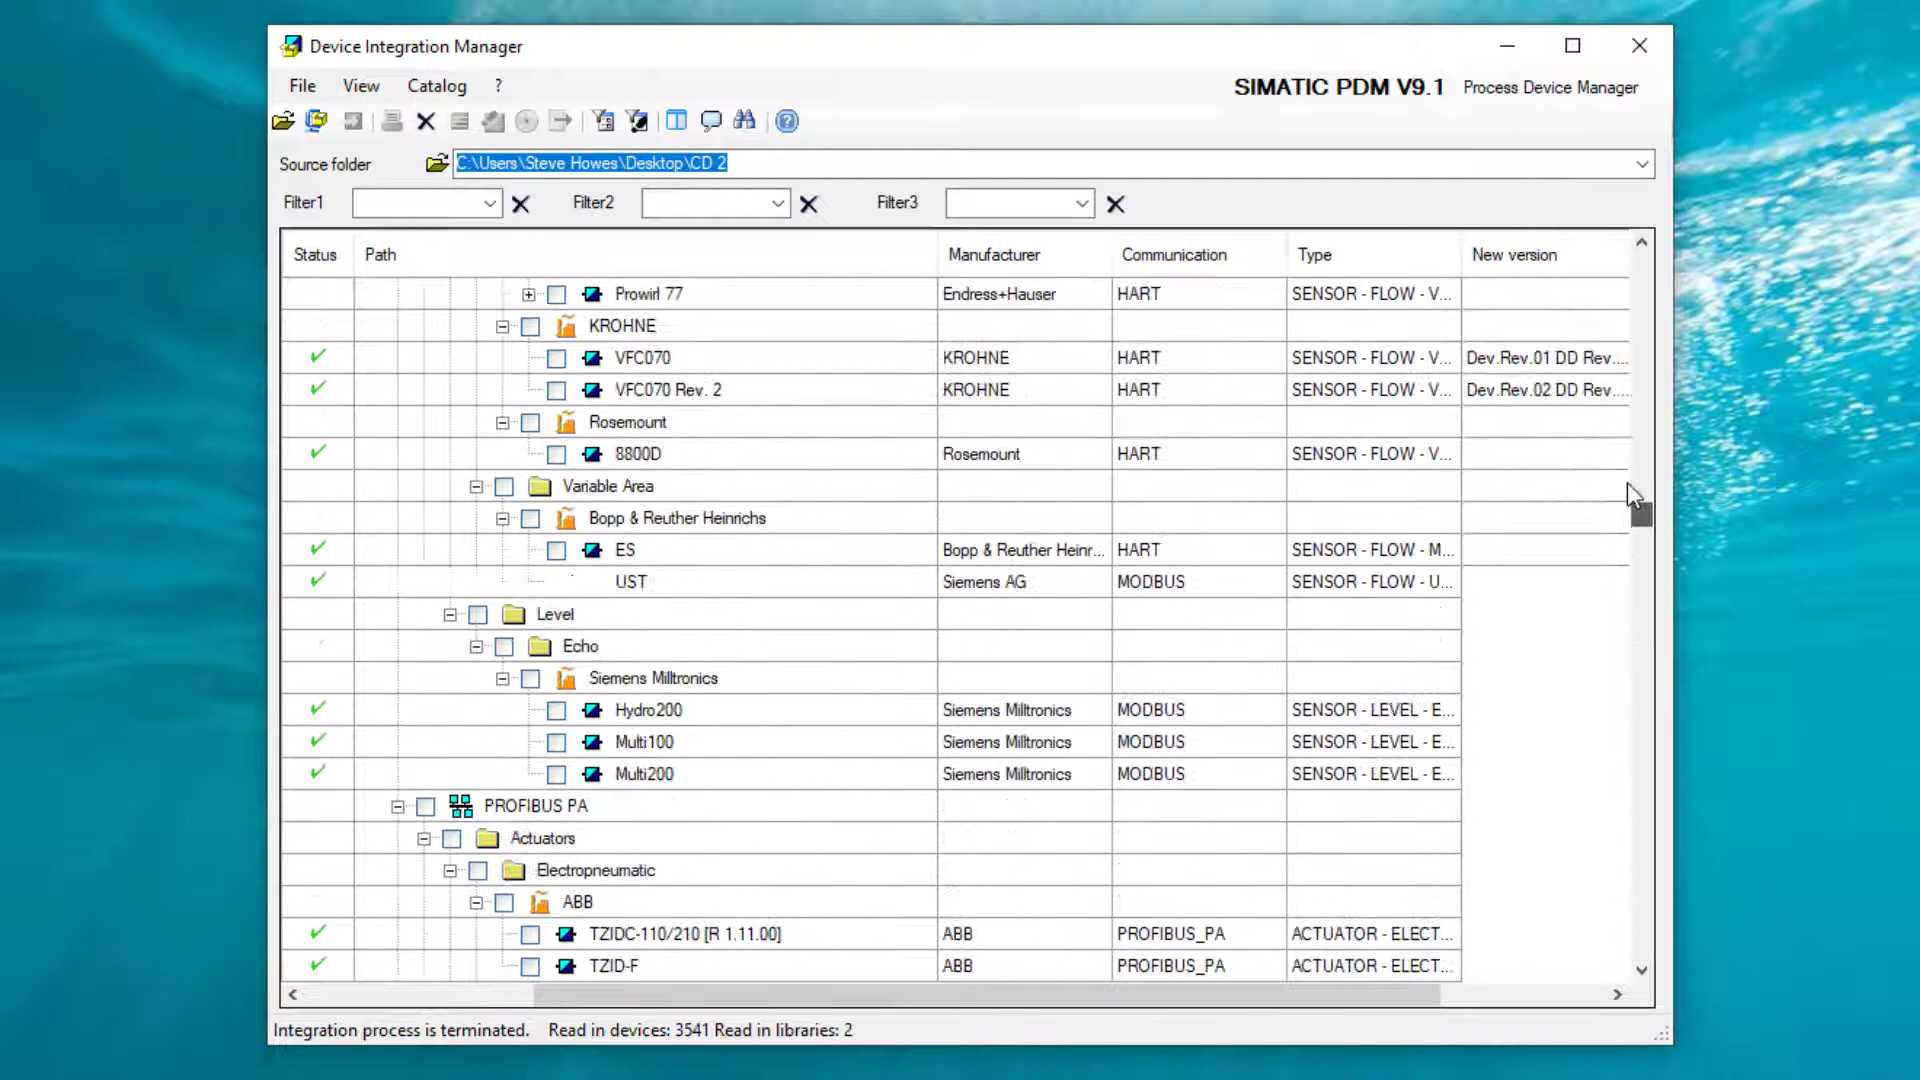 Device Integration Manager
File View Catalog ?
SIMATIC PDM V9.1 Process Device Manager
Source folder C:\Users\Steve Howes\Desktop\CD 2
Filter1 Filter2 Filter3
Status Path Manufacturer Communication Type New version
Prowirl 77 Endress+Hauser HART SENSOR - FLOW - V...
KROHNE
VFC070 KROHNE HART SENSOR - FLOW - V... Dev.Rev.01 DD Rev....
VFC070 Rev. 2 KROHNE HART SENSOR - FLOW - V... Dev.Rev.02 DD Rev....
Rosemount
8800D Rosemount HART SENSOR - FLOW - V...
Variable Area
Bopp & Reuther Heinrichs
ES Bopp & Reuther Heinr... HART SENSOR - FLOW - M...
UST Siemens AG MODBUS SENSOR - FLOW - U...
Level
Echo
Siemens Milltronics
Hydro200 Siemens Milltronics MODBUS SENSOR - LEVEL - E...
Multi100 Siemens Milltronics MODBUS SENSOR - LEVEL - E...
Multi200 Siemens Milltronics MODBUS SENSOR - LEVEL - E...
PROFIBUS PA
Actuators
Electropneumatic
ABB
TZIDC-110/210 [R 1.11.00] ABB PROFIBUS_PA ACTUATOR - ELECT...
TZID-F ABB PROFIBUS_PA ACTUATOR - ELECT...
Integration process is terminated. Read in devices: 3541 Read in libraries: 2